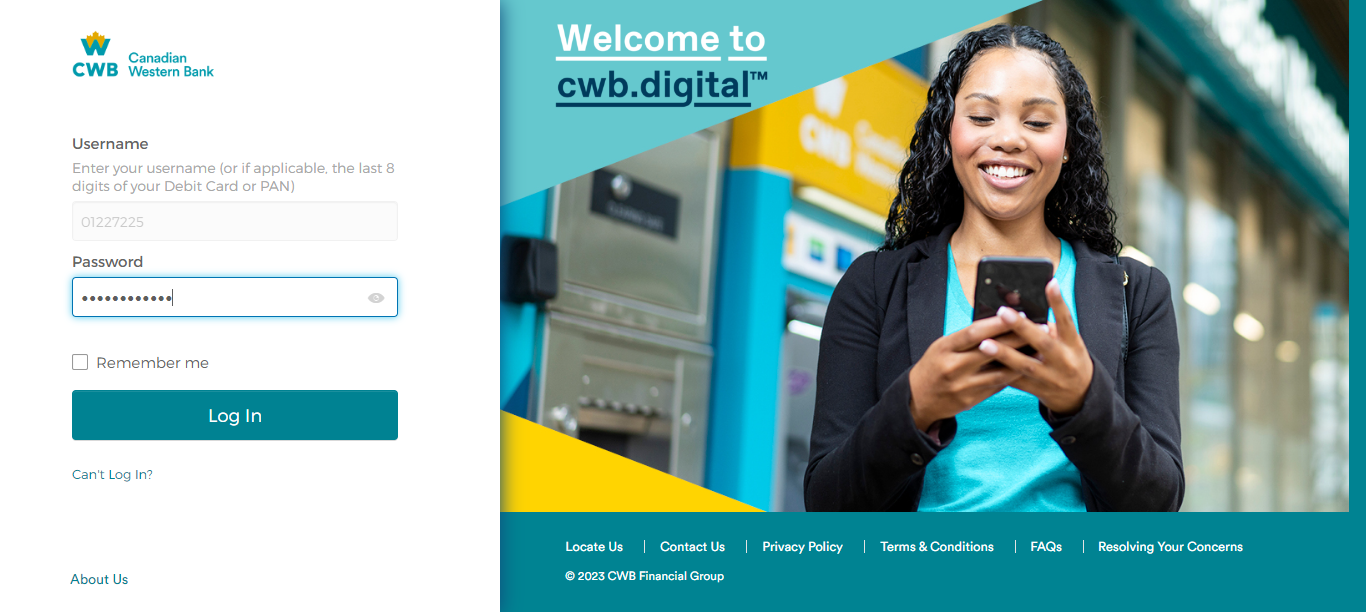 CWB
Canadian
Western Bank
Username
Enter your username (or if applicable, the last 8
digits of your Debit Card or PAN)
01227225
Password
••••••••••••
Remember me
Log In
Can't Log In?
About Us
Welcome to
cwb.digital™
CWB
Locate Us
Contact Us
Privacy Policy
Terms & Conditions
FAQs
Resolving Your Concerns
© 2023 CWB Financial Group